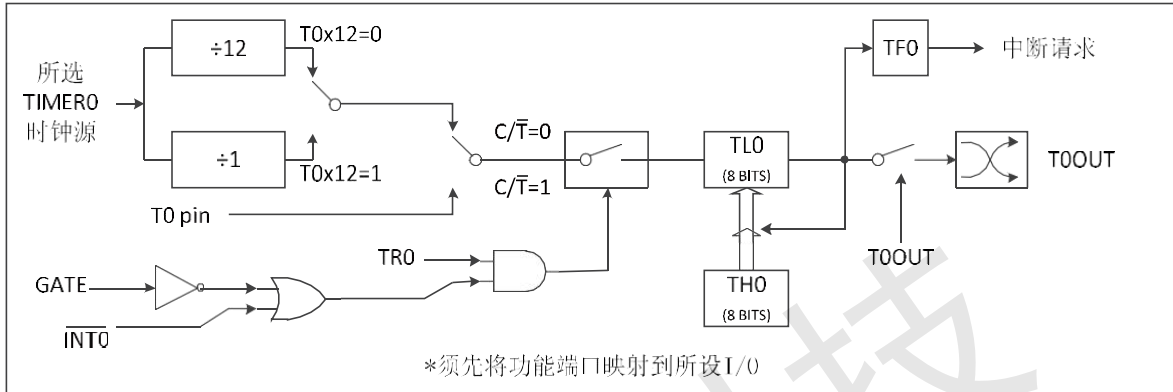 ÷12
T0x12=0
所选
TIMER0
时钟源
÷1
T0x12=1
T0 pin
C/T̅=0
C/T̅=1
TL0
(8 BITS)
TF0
中断请求
T0OUT
T0OUT
TH0
(8 BITS)
TR0
GATE
I̅N̅T̅0̅
*须先将功能端口映射到所设I/O
技